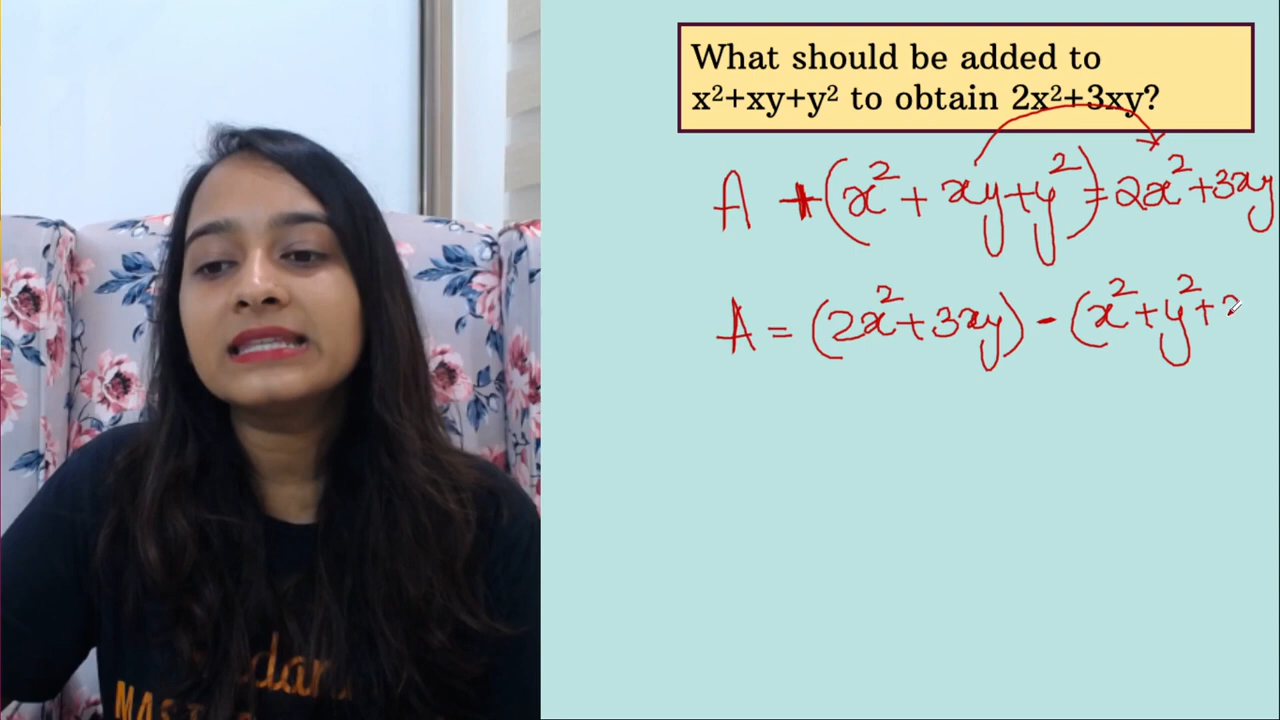 What should be added to
x²+xy+y² to obtain 2x²+3xy?
A +(x²+xy+y²)=2x²+3xy
A = (2x²+3xy) - (x²+y²+